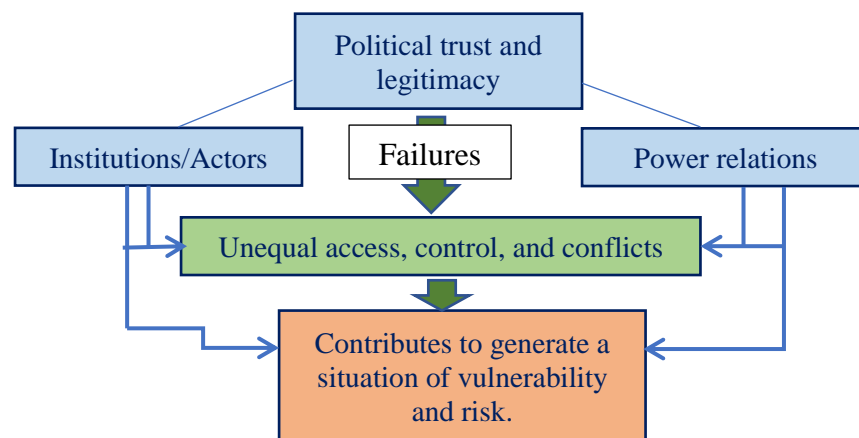 Political trust and
legitimacy
Institutions/Actors
Failures
Power relations
Unequal access, control, and conflicts
Contributes to generate a
situation of vulnerability
and risk.